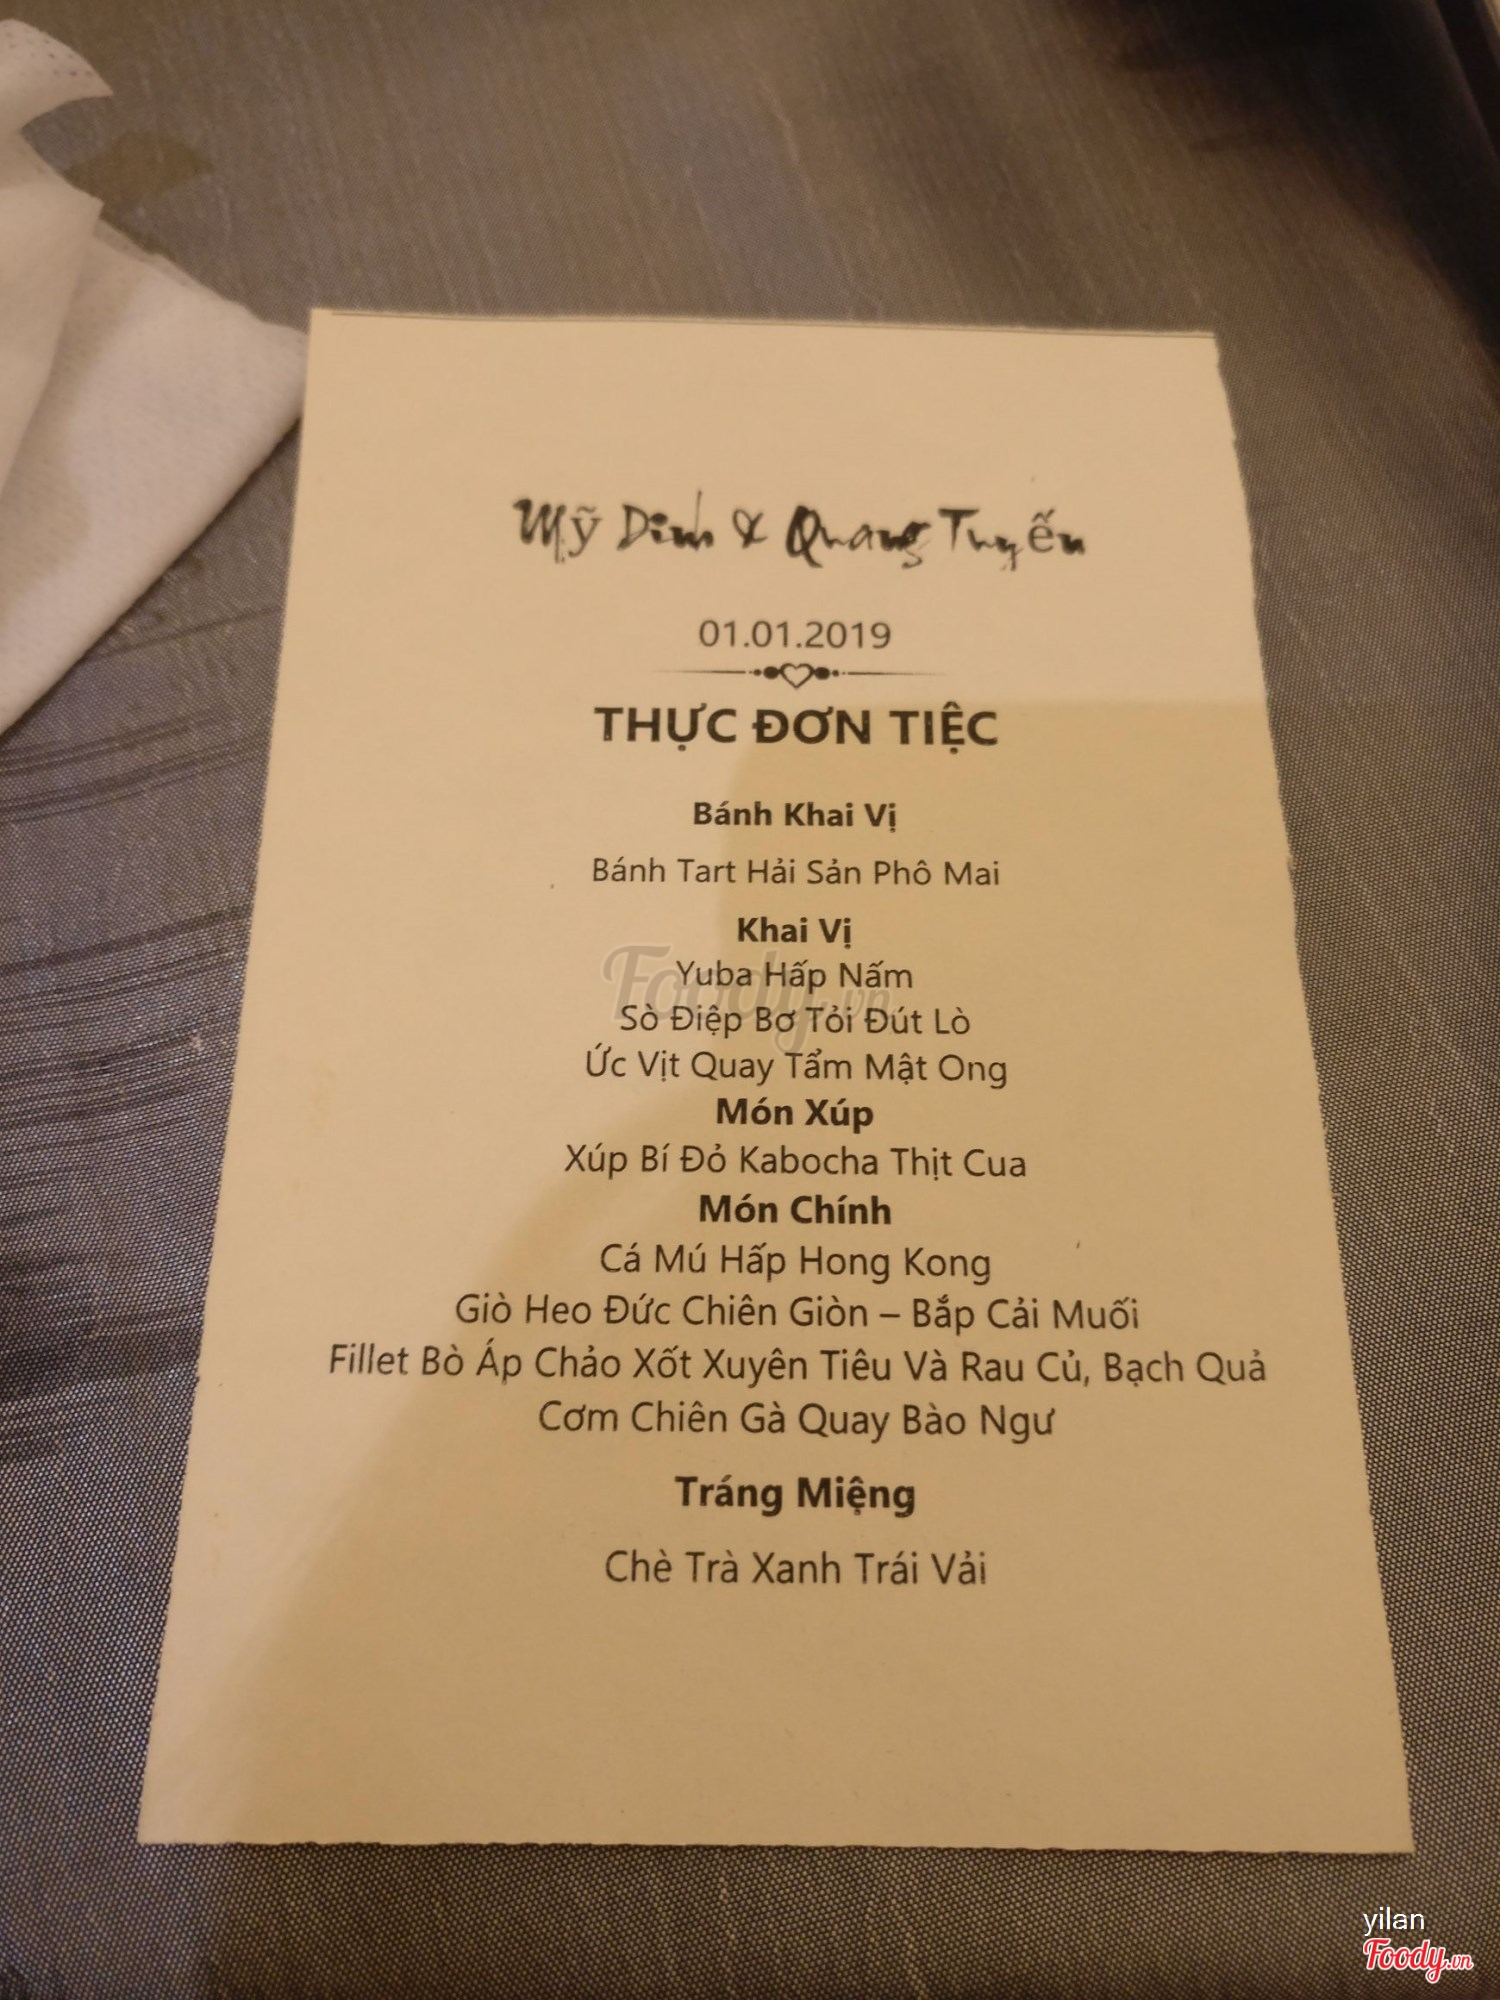 Mỹ Dinh & Quang Tuyến
01.01.2019
THỰC ĐƠN TIỆC
Bánh Khai Vị
Bánh Tart Hải Sản Phô Mai
Khai Vị
Yuba Hấp Nấm
Foody.vn
Sò Điệp Bơ Tỏi Đút Lò
Ức Vịt Quay Tẩm Mật Ong
Món Xúp
Xúp Bí Đỏ Kabocha Thịt Cua
Món Chính
Cá Mú Hấp Hong Kong
Giò Heo Đức Chiên Giòn – Bắp Cải Muối
Fillet Bò Áp Chảo Xốt Xuyên Tiêu Và Rau Củ, Bạch Quả
Cơm Chiên Gà Quay Bào Ngư
Tráng Miệng
Chè Trà Xanh Trái Vải
yilan
Foody.vn